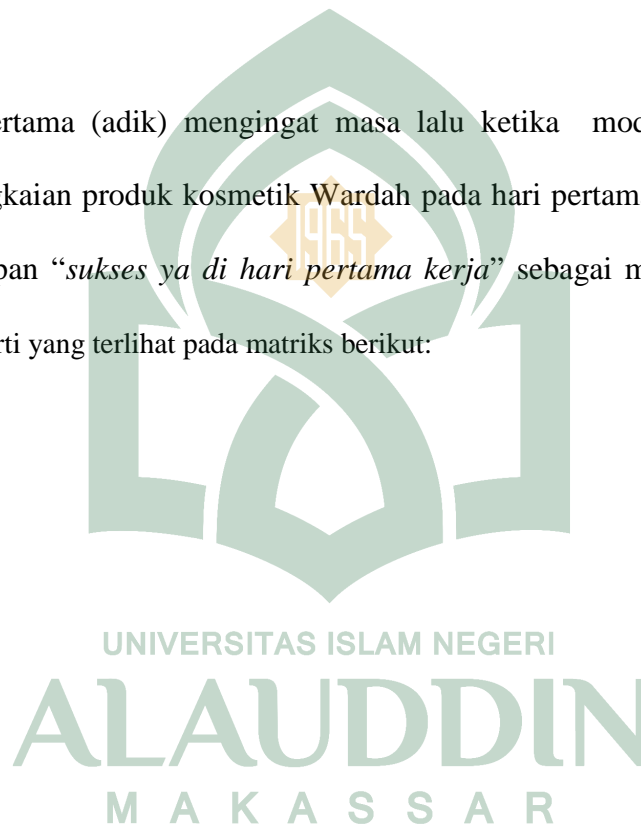 ertama (adik) mengingat masa lalu ketika mod
gkaian produk kosmetik Wardah pada hari pertam
pan “sukses ya di hari pertama kerja” sebagai m
rti yang terlihat pada matriks berikut:
1965
UNIVERSITAS ISLAM NEGERI
ALAUDDIN
MAKASSAR